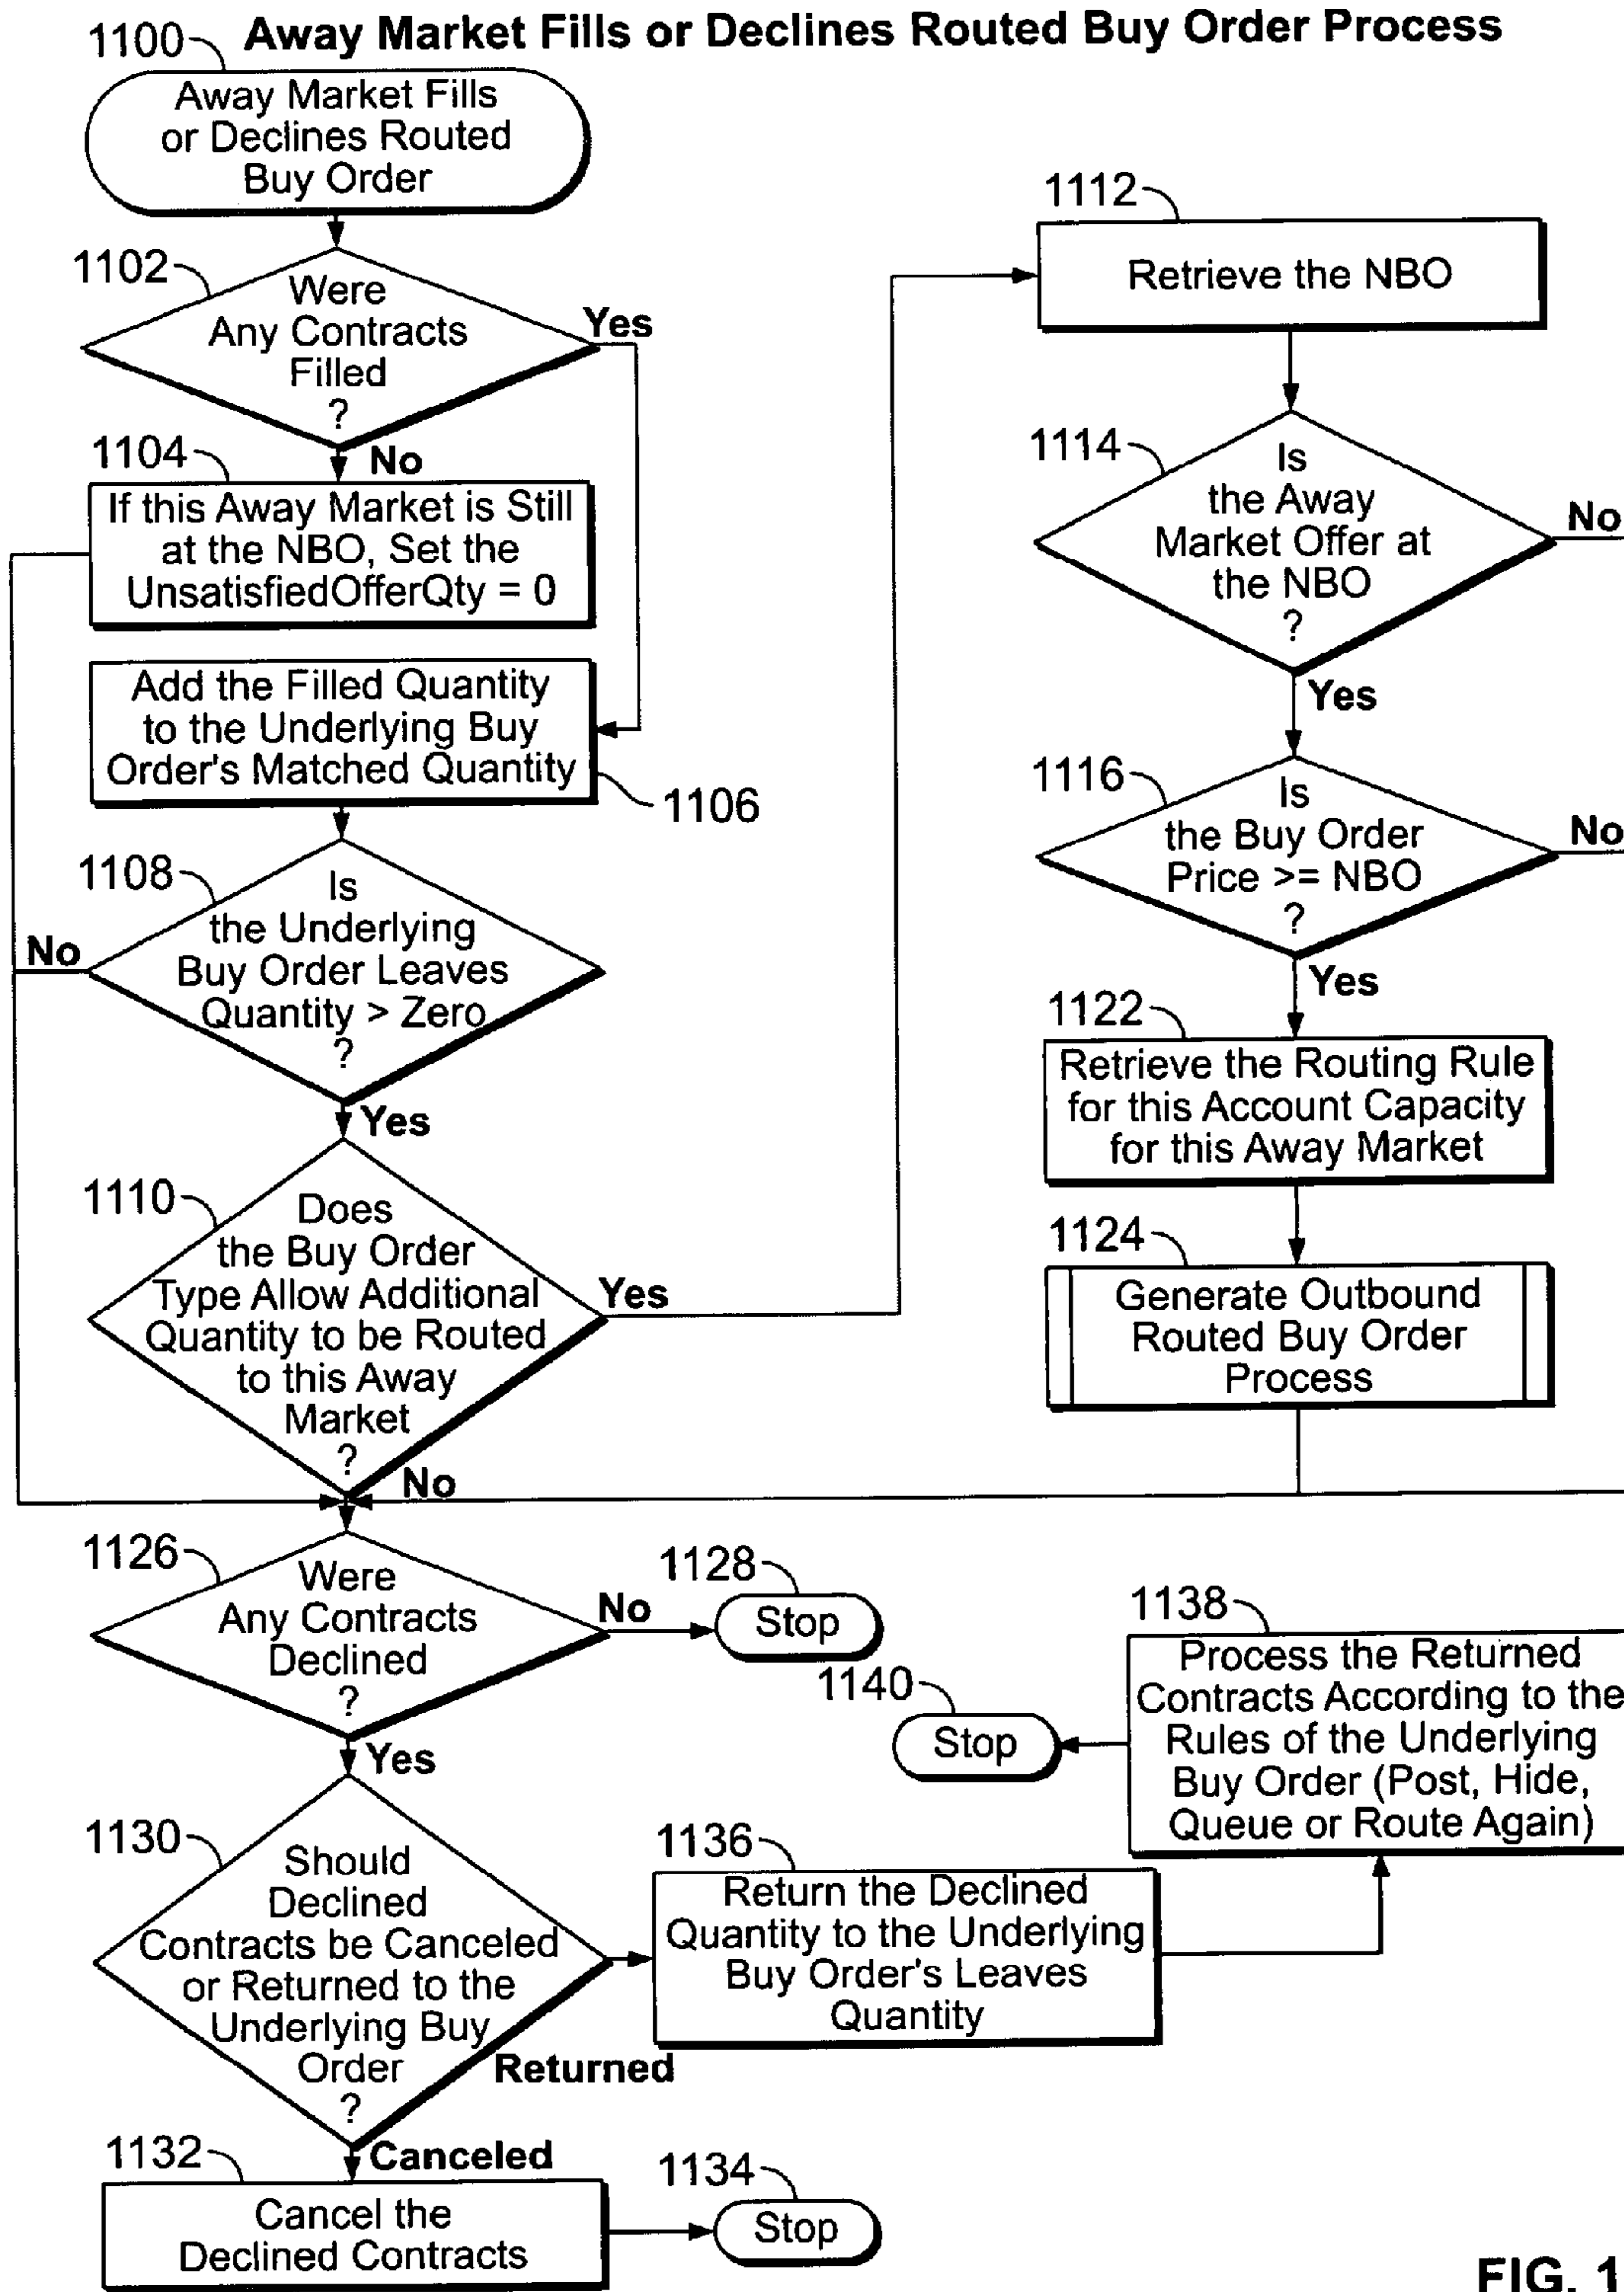 Away Market Fills or Declines Routed Buy Order Process
1100
Away Market Fills
or Declines Routed
Buy Order
1102
Were
Any Contracts
Filled
?
Yes
No
1104
If this Away Market is Still
at the NBO, Set the
UnsatisfiedOfferQty = 0
Add the Filled Quantity
to the Underlying Buy
Order's Matched Quantity
1106
1108
Is
the Underlying
Buy Order Leaves
Quantity > Zero
?
No
Yes
1110
Does
the Buy Order
Type Allow Additional
Quantity to be Routed
to this Away
Market
?
Yes
No
1112
Retrieve the NBO
1114
Is
the Away
Market Offer at
the NBO
?
No
Yes
1116
Is
the Buy Order
Price >= NBO
?
No
Yes
1122
Retrieve the Routing Rule
for this Account Capacity
for this Away Market
1124
Generate Outbound
Routed Buy Order
Process
1126
Were
Any Contracts
Declined
?
No
1128
Stop
Yes
1130
Should
Declined
Contracts be Canceled
or Returned to the
Underlying Buy
Order
?
Returned
Canceled
1132
Cancel the
Declined Contracts
1134
Stop
1136
Return the Declined
Quantity to the Underlying
Buy Order's Leaves
Quantity
1138
Process the Returned
Contracts According to the
Rules of the Underlying
Buy Order (Post, Hide,
Queue or Route Again)
1140
Stop
FIG. 1